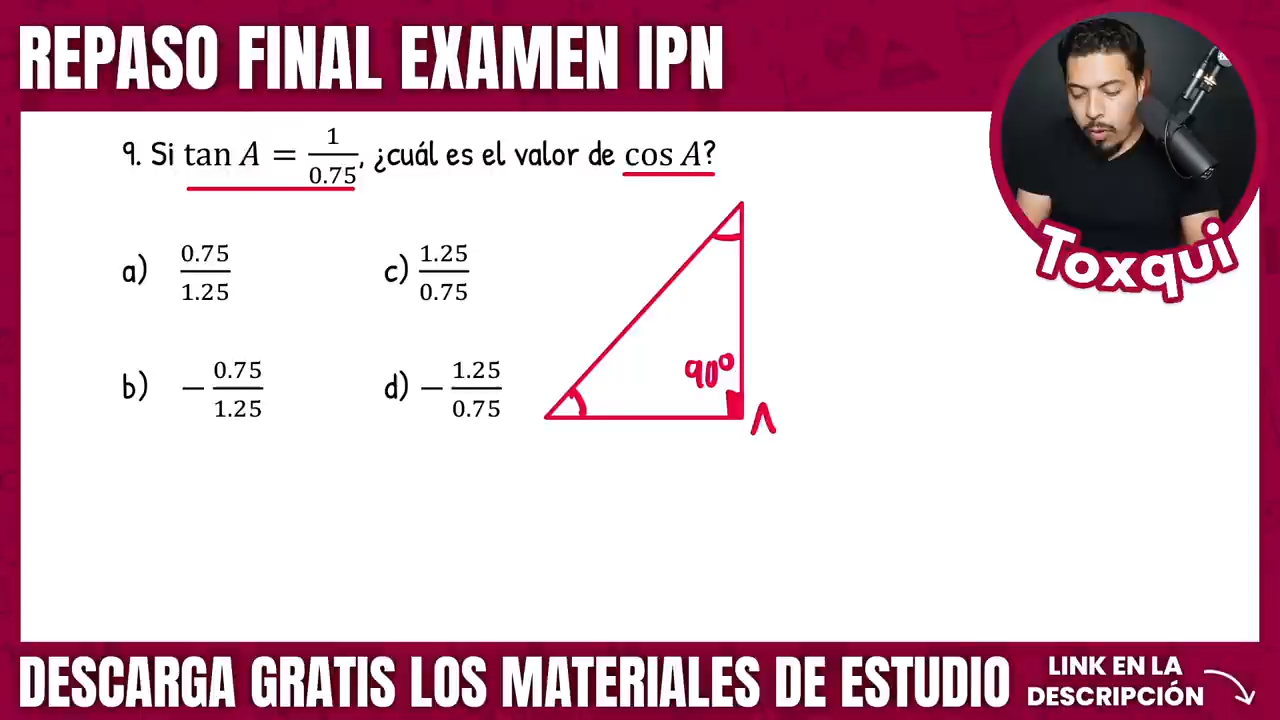 REPASO FINAL EXAMEN IPN
9. Si tan A = 1/0.75, ¿cuál es el valor de cos A?
a) 0.75/1.25
c) 1.25/0.75
b) −0.75/1.25
d) −1.25/0.75
90°
Toxqui
DESCARGA GRATIS LOS MATERIALES DE ESTUDIO
LINK EN LA
DESCRIPCIÓN